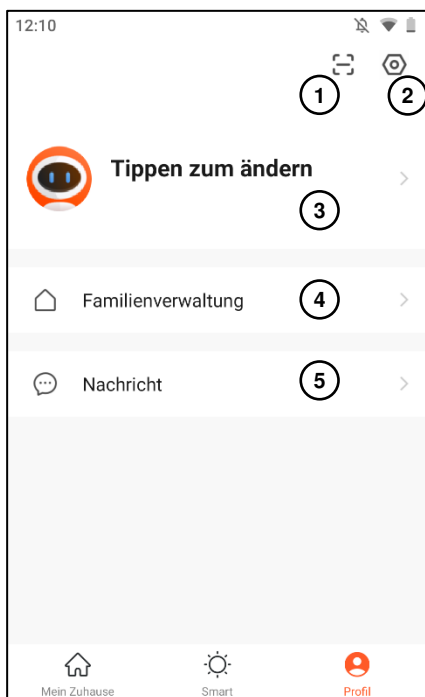 12:10
1
2
Tippen zum ändern
3
Familienverwaltung
4
Nachricht
5
Mein Zuhause
Smart
Profil